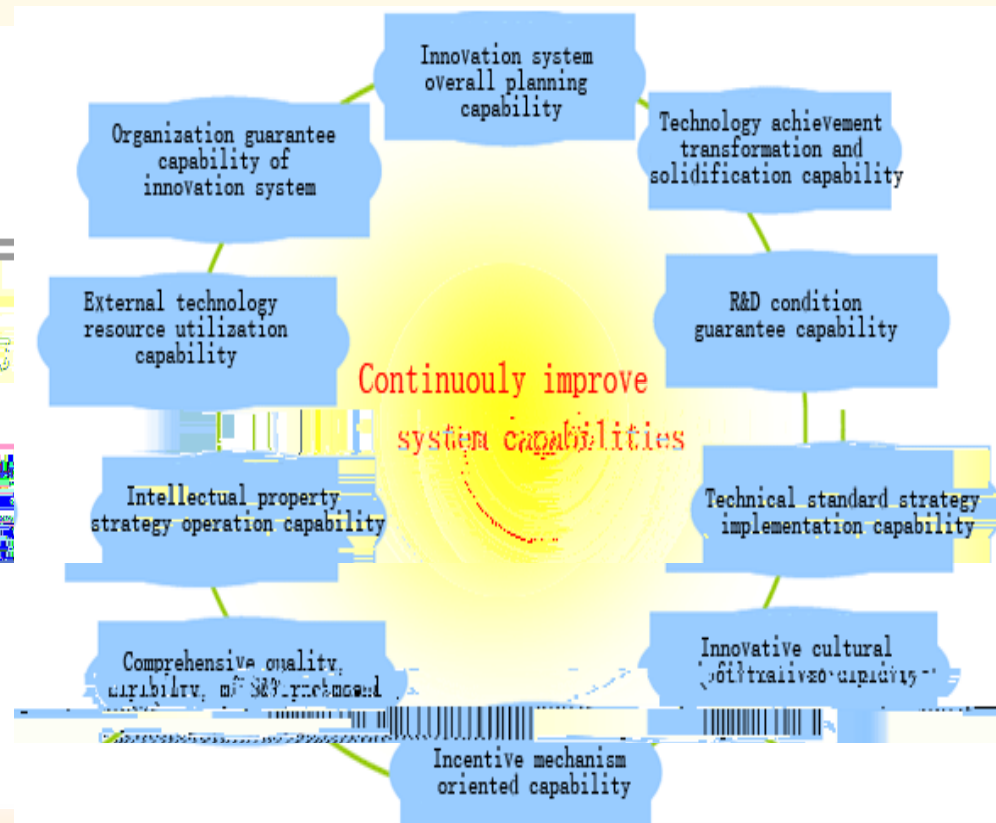 Innovation system
overall planning
capability
Technology achievement
transformation and
solidification capability
Organization guarantee
capability of
innovation system
External technology
resource utilization
capability
R&D condition
guarantee capability
Continuouly improve
system capabilities
Intellectual property
strategy operation capability
Technical standard strategy
implementation capability
Comprehensive quality,
Innovative cultural
Incentive mechanism
oriented capability